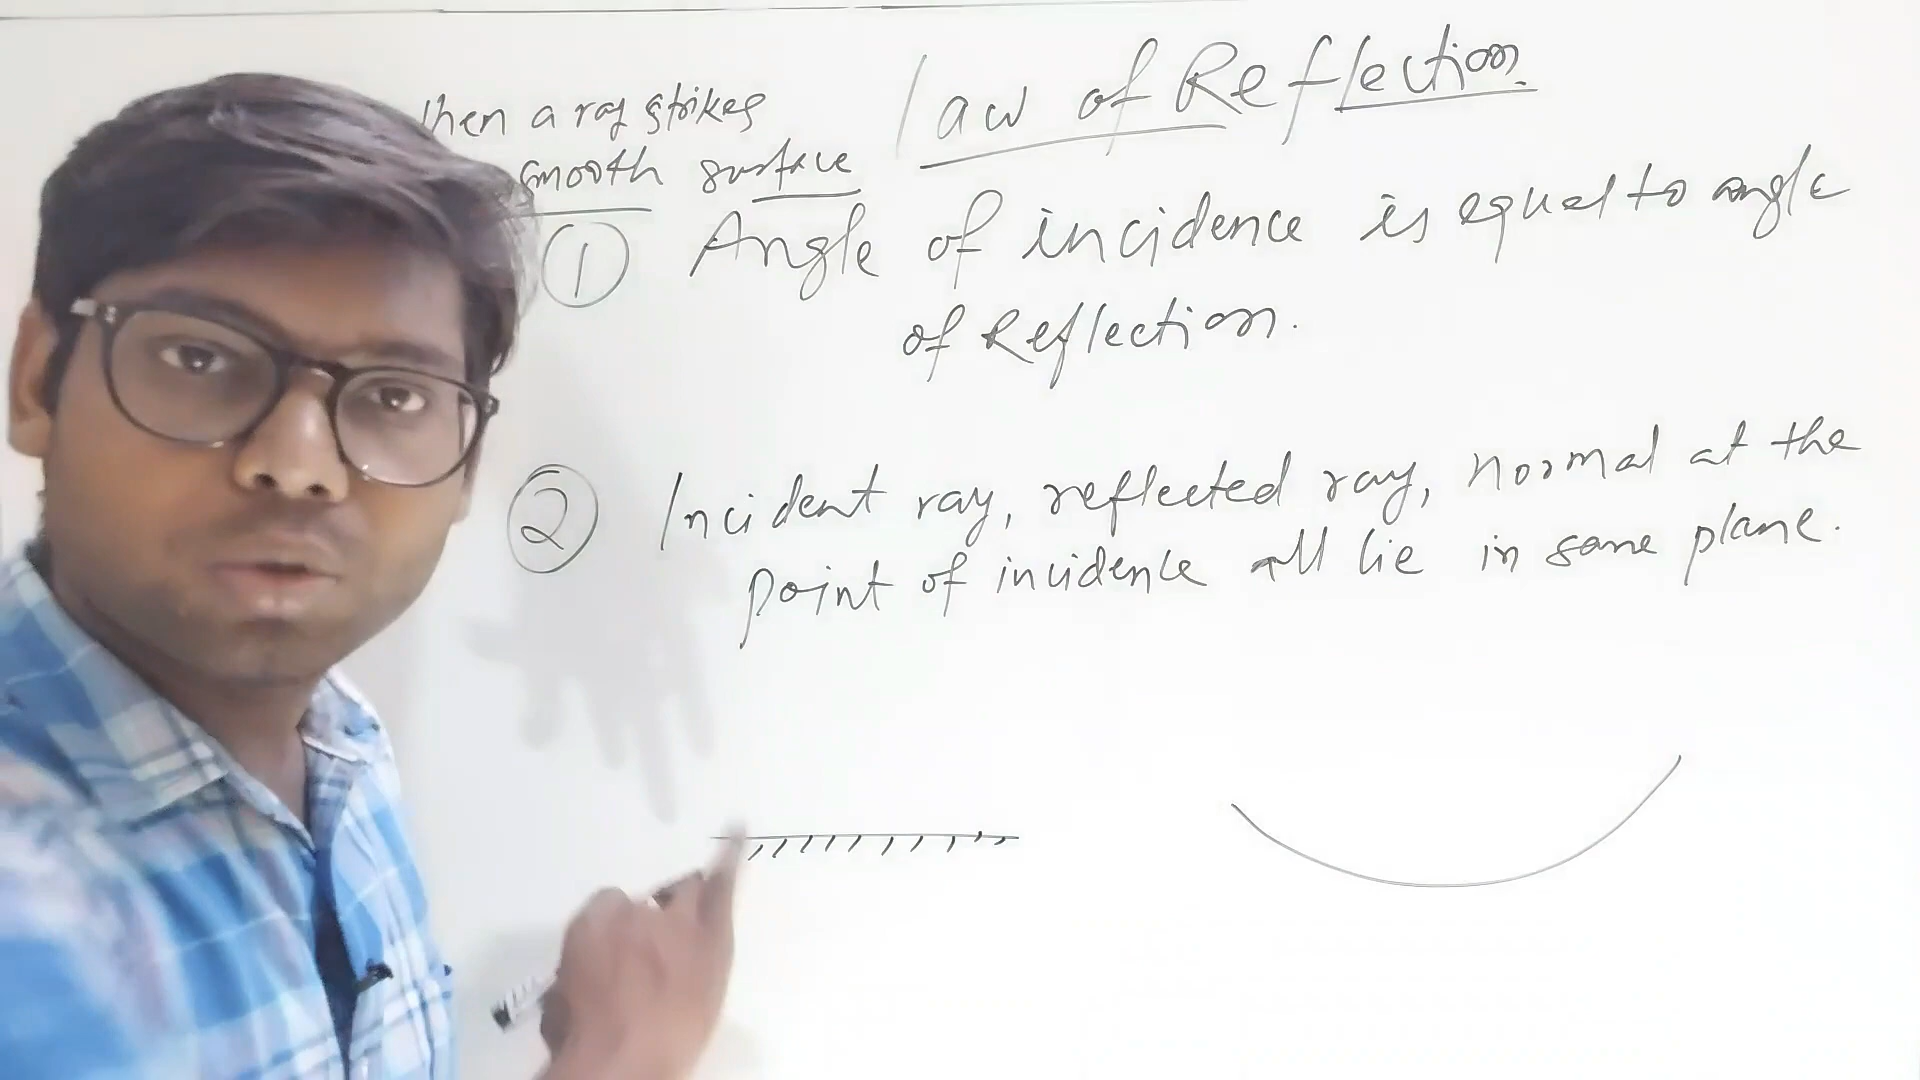 then a ray strikes
smooth surface
Law of Reflection
① Angle of incidence is equal to angle
of Reflection.
② Incident ray, reflected ray, normal at the
point of incidence all lie in same plane.